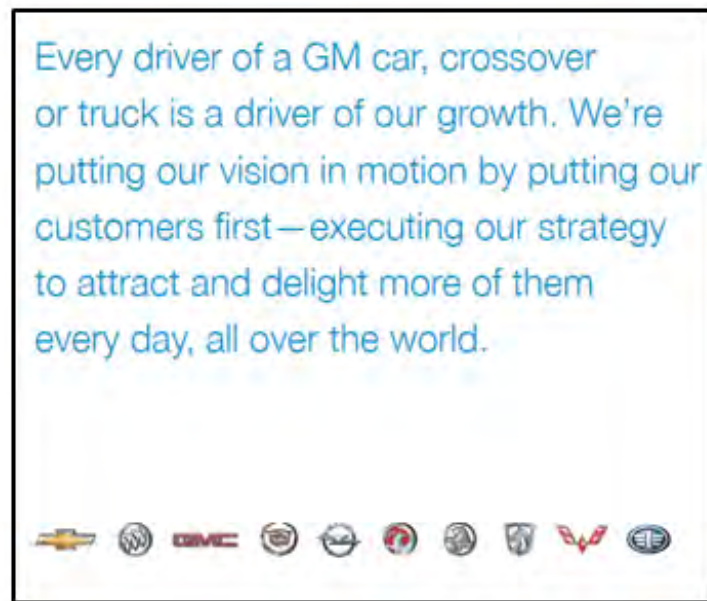 Every driver of a GM car, crossover
or truck is a driver of our growth. We’re
putting our vision in motion by putting our
customers first—executing our strategy
to attract and delight more of them
every day, all over the world.
GMC